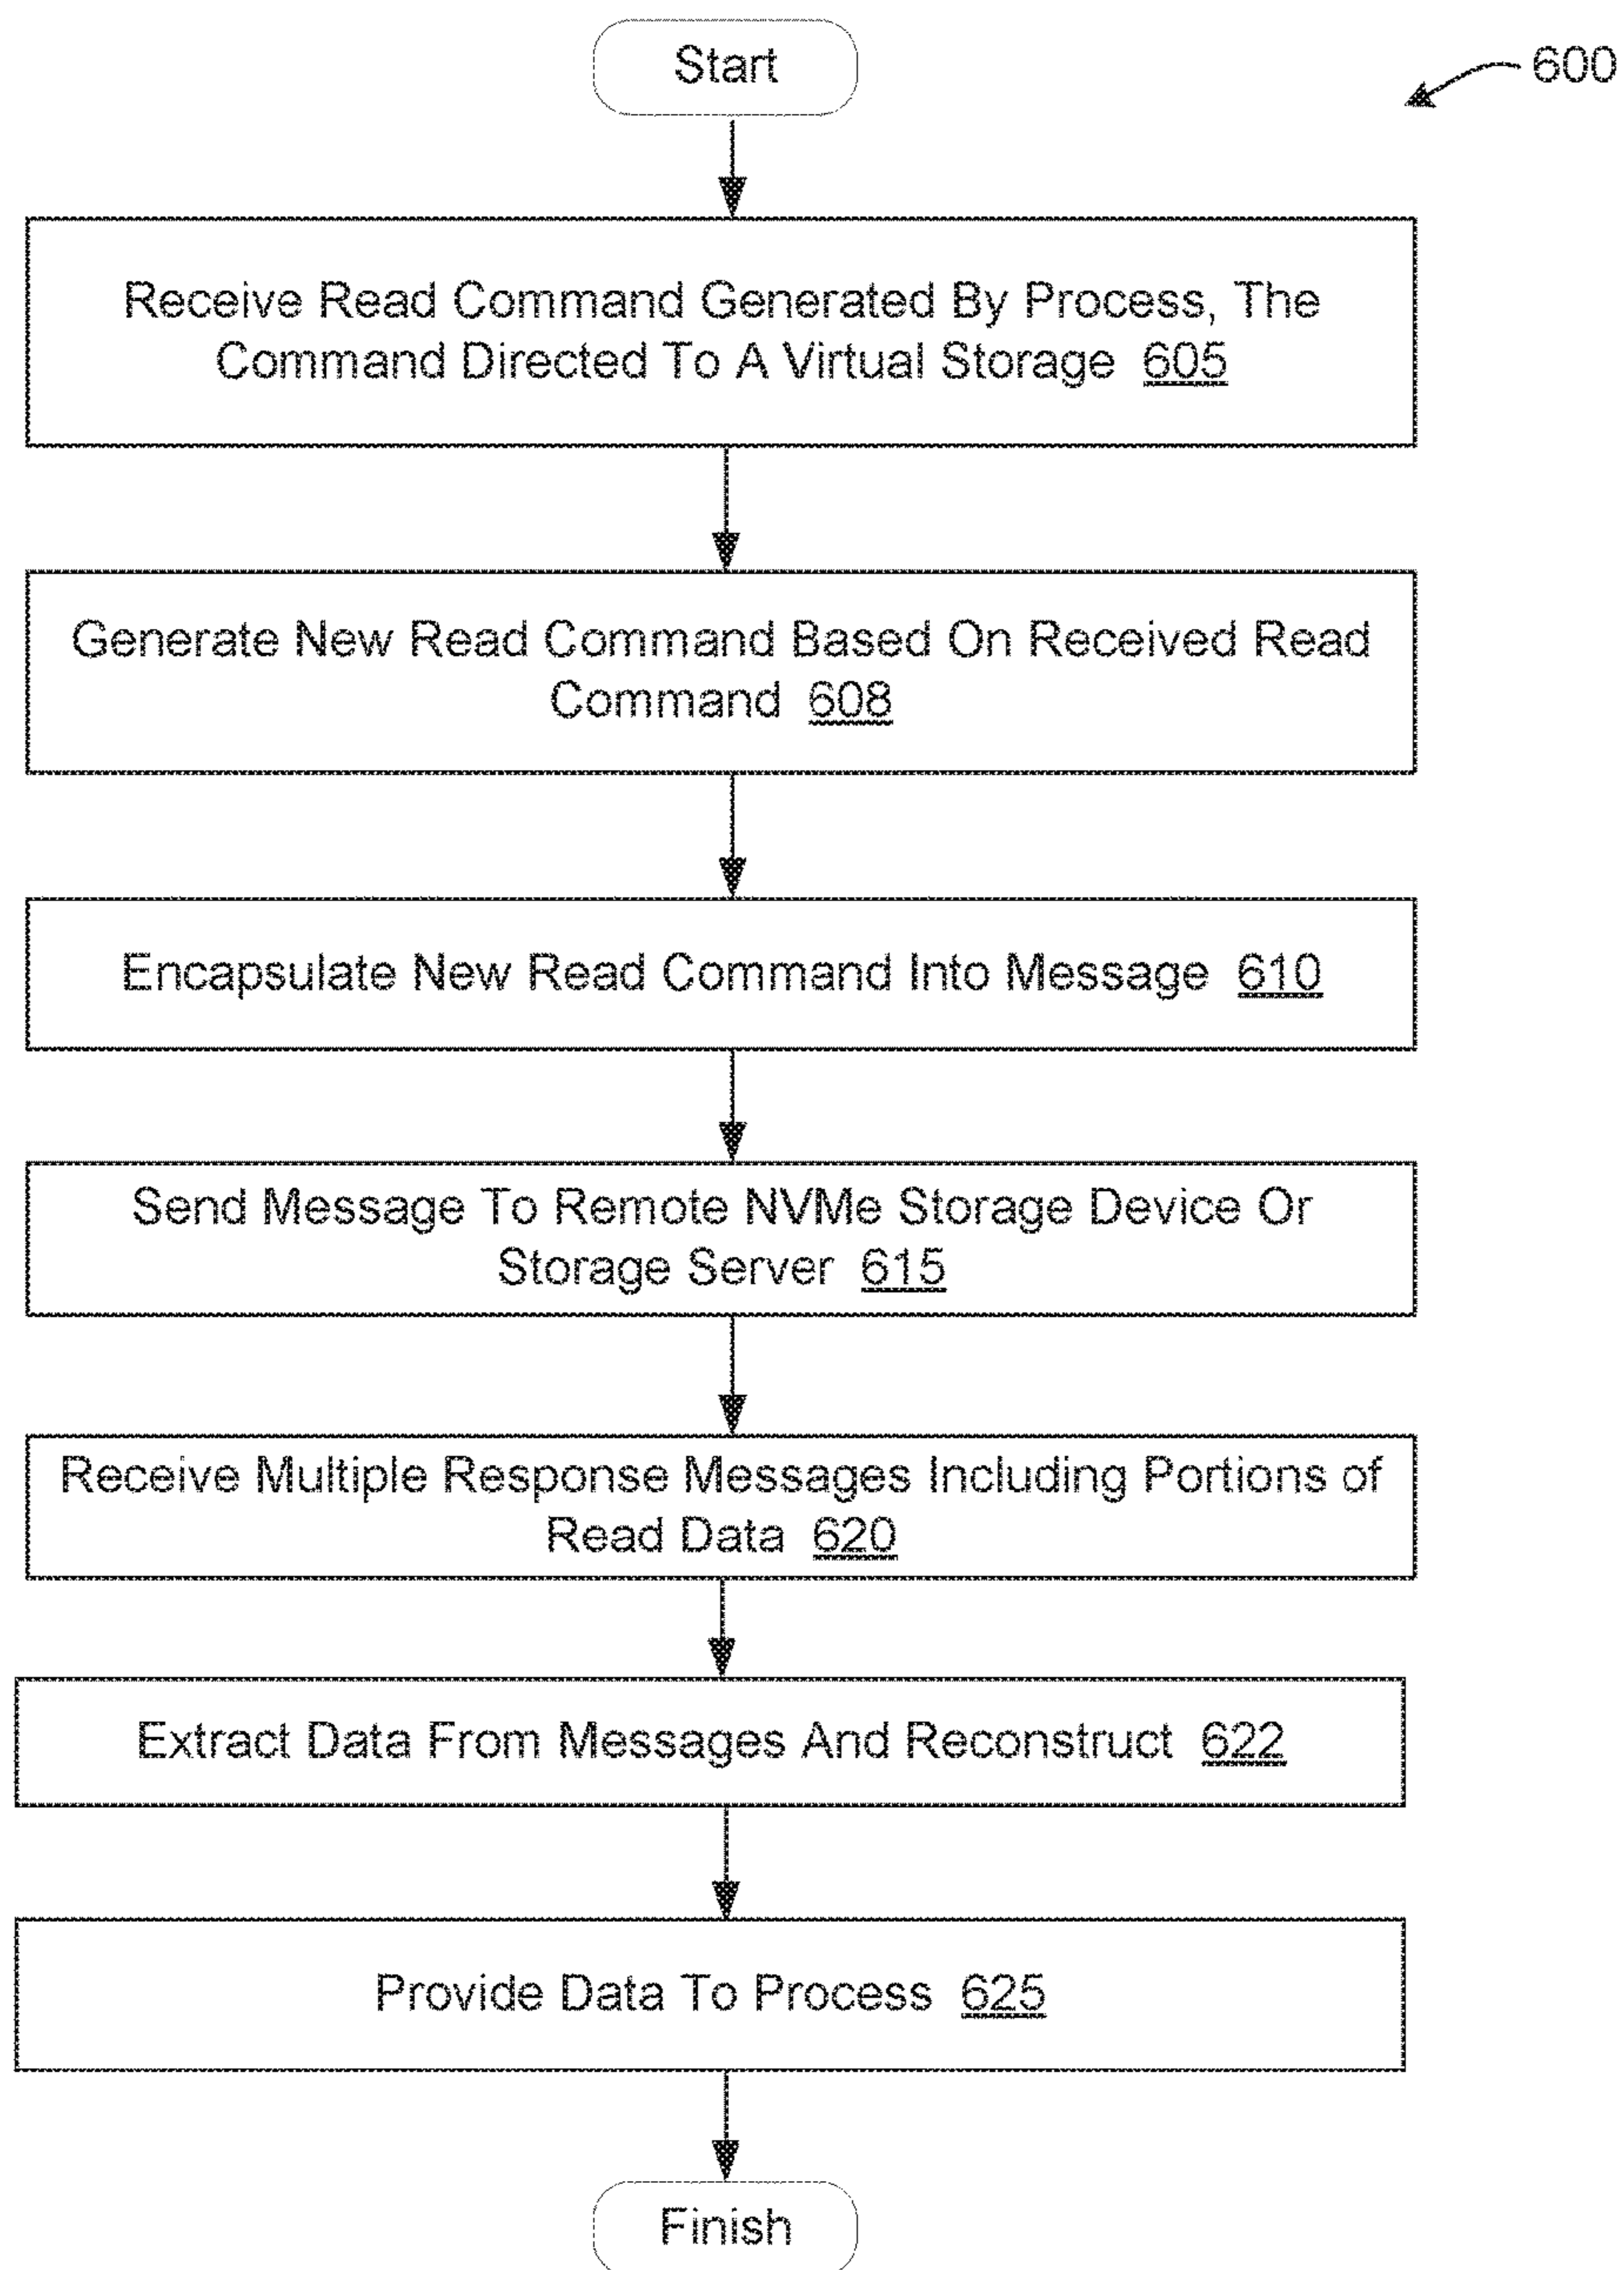 Start
600
Receive Read Command Generated By Process, The
Command Directed To A Virtual Storage 605
Generate New Read Command Based On Received Read
Command 608
Encapsulate New Read Command Into Message 610
Send Message To Remote NVMe Storage Device Or
Storage Server 615
Receive Multiple Response Messages Including Portions of
Read Data 620
Extract Data From Messages And Reconstruct 622
Provide Data To Process 625
Finish